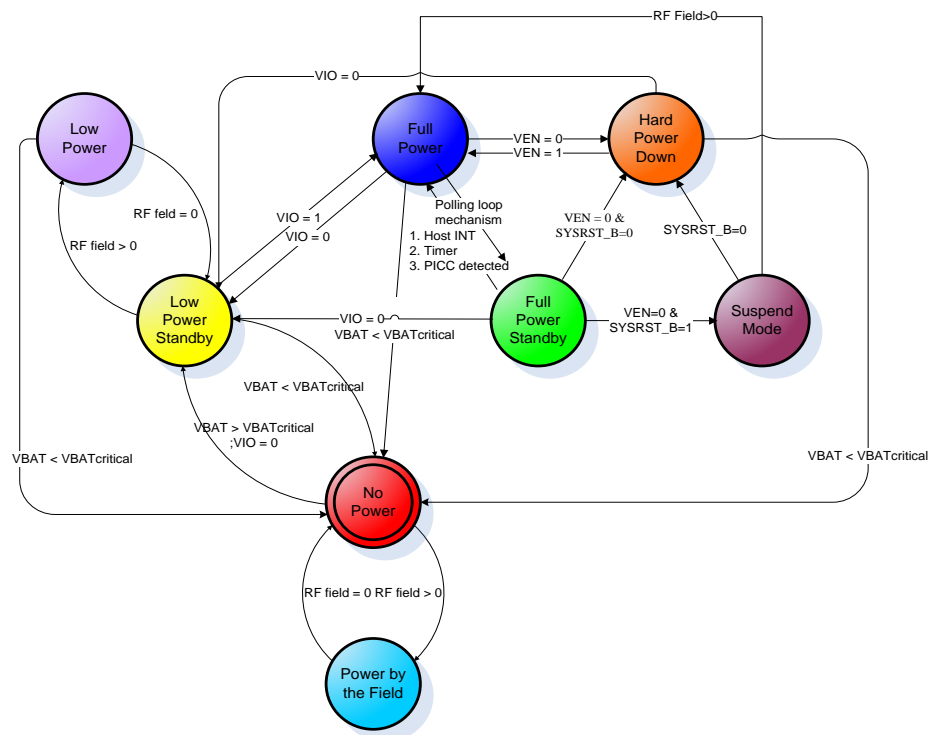 RF Field>0
VIO = 0
Low
Power
Full
Power
Hard
Power
Down
VEN = 0
VEN = 1
RF feld = 0
RF field > 0
VIO = 1
VIO = 0
Polling loop
mechanism
1. Host INT
2. Timer
3. PICC detected
VEN = 0 &
SYSRST_B=0
SYSRST_B=0
Low
Power
Standby
Full
Power
Standby
Suspend
Mode
VIO = 0
VBAT < VBATcritical
VEN=0 &
SYSRST_B=1
VBAT < VBATcritical
VBAT > VBATcritical
;VIO = 0
VBAT < VBATcritical
VBAT < VBATcritical
No
Power
RF field = 0 RF field > 0
Power by
the Field